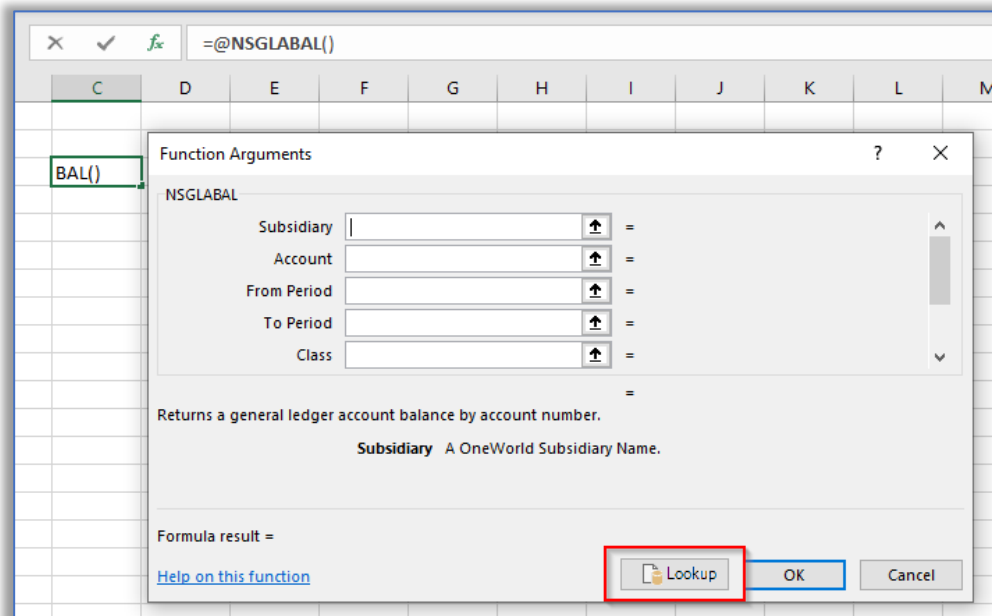 fx =@NSGLABAL()
C D E F G H I J K L M
Function Arguments ?
BAL()
NSGLABAL
Subsidiary =
Account =
From Period =
To Period =
Class =
=
Returns a general ledger account balance by account number.
Subsidiary A OneWorld Subsidiary Name.
Formula result =
Help on this function Lookup OK Cancel